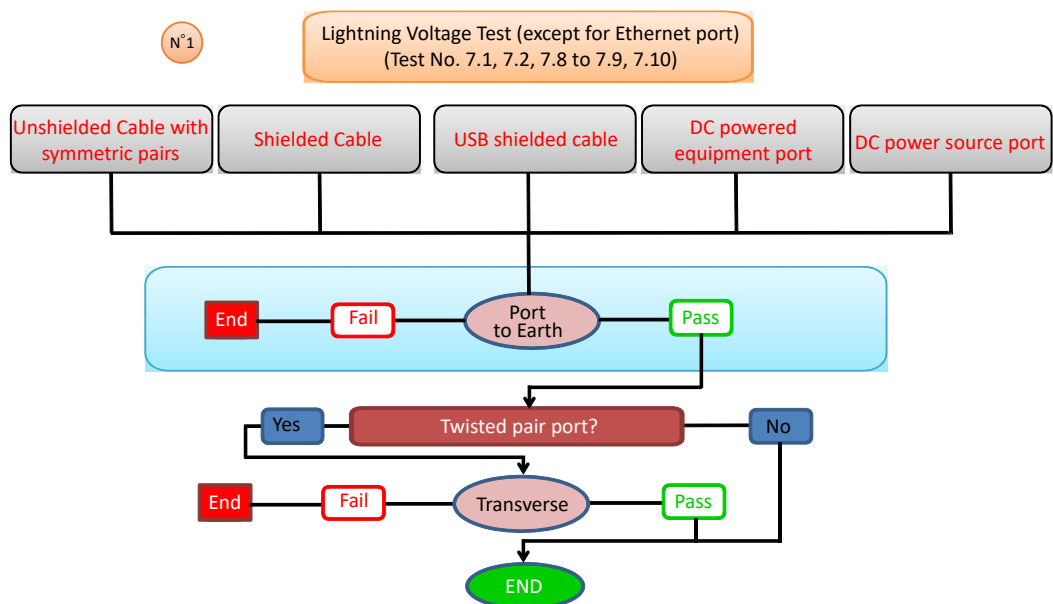 N°1
Lightning Voltage Test (except for Ethernet port)
(Test No. 7.1, 7.2, 7.8 to 7.9, 7.10)
Unshielded Cable with
symmetric pairs
Shielded Cable
USB shielded cable
DC powered
equipment port
DC power source port
End
Fail
Port
to Earth
Pass
Yes
Twisted pair port?
No
End
Fail
Transverse
Pass
END